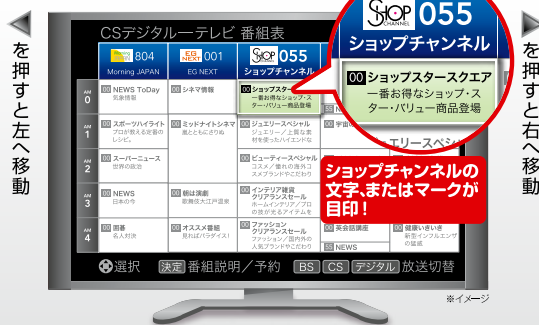 ◀を押すと左へ移動
CSデジタルーテレビ 番組表
804
Morning JAPAN
EG NEXT 001
EG NEXT
SHOP 055
ショップチャンネル
AM 0
00 NEWS ToDay
気象情報
00 シネマ情報
00 ショップスター
一番お得なショップ・ス
ター・バリュー商品登場
AM 1
00 スポーツハイライト
プロが教える定番の
レシピ。
00 ミッドナイトシネマ
嵐とともにさりぬ
00 ジュエリースペシャル
ジュエリー／上質な素
材を使ったハイエンドな
00 宇宙
エリースペシ
AM 2
00 スーパーニュース
世界の政治
00 ビューティースペシャル
コスメ／憧れの海外コ
スメブランドやこだわり
AM 3
00 NEWS
日本の今
00 朝は演劇
歌舞伎大江戸温泉
00 インテリア雑貨
クリアランスセール
ホームインテリア／プロ
の技が光るアイテムを
AM 4
00 囲碁
名人対決
00 オススメ番組
見ればパラダイス!
00 ファッション
クリアランスセール
ファッション／国内外の
人気ブランドやこだわり
00 英会話講座
55 NEWS
00 健康いきいき
新型インフルエンザ
の猛威
選択 決定 番組説明／予約 BS CS デジタル 放送切替
SHOP CHANNEL 055
ショップチャンネル
00 ショップスタースクエア
一番お得なショップ・ス
ター・バリュー商品登場
ショップチャンネルの
文字、またはマークが
目印!
▶を押すと右へ移動
※イメージ